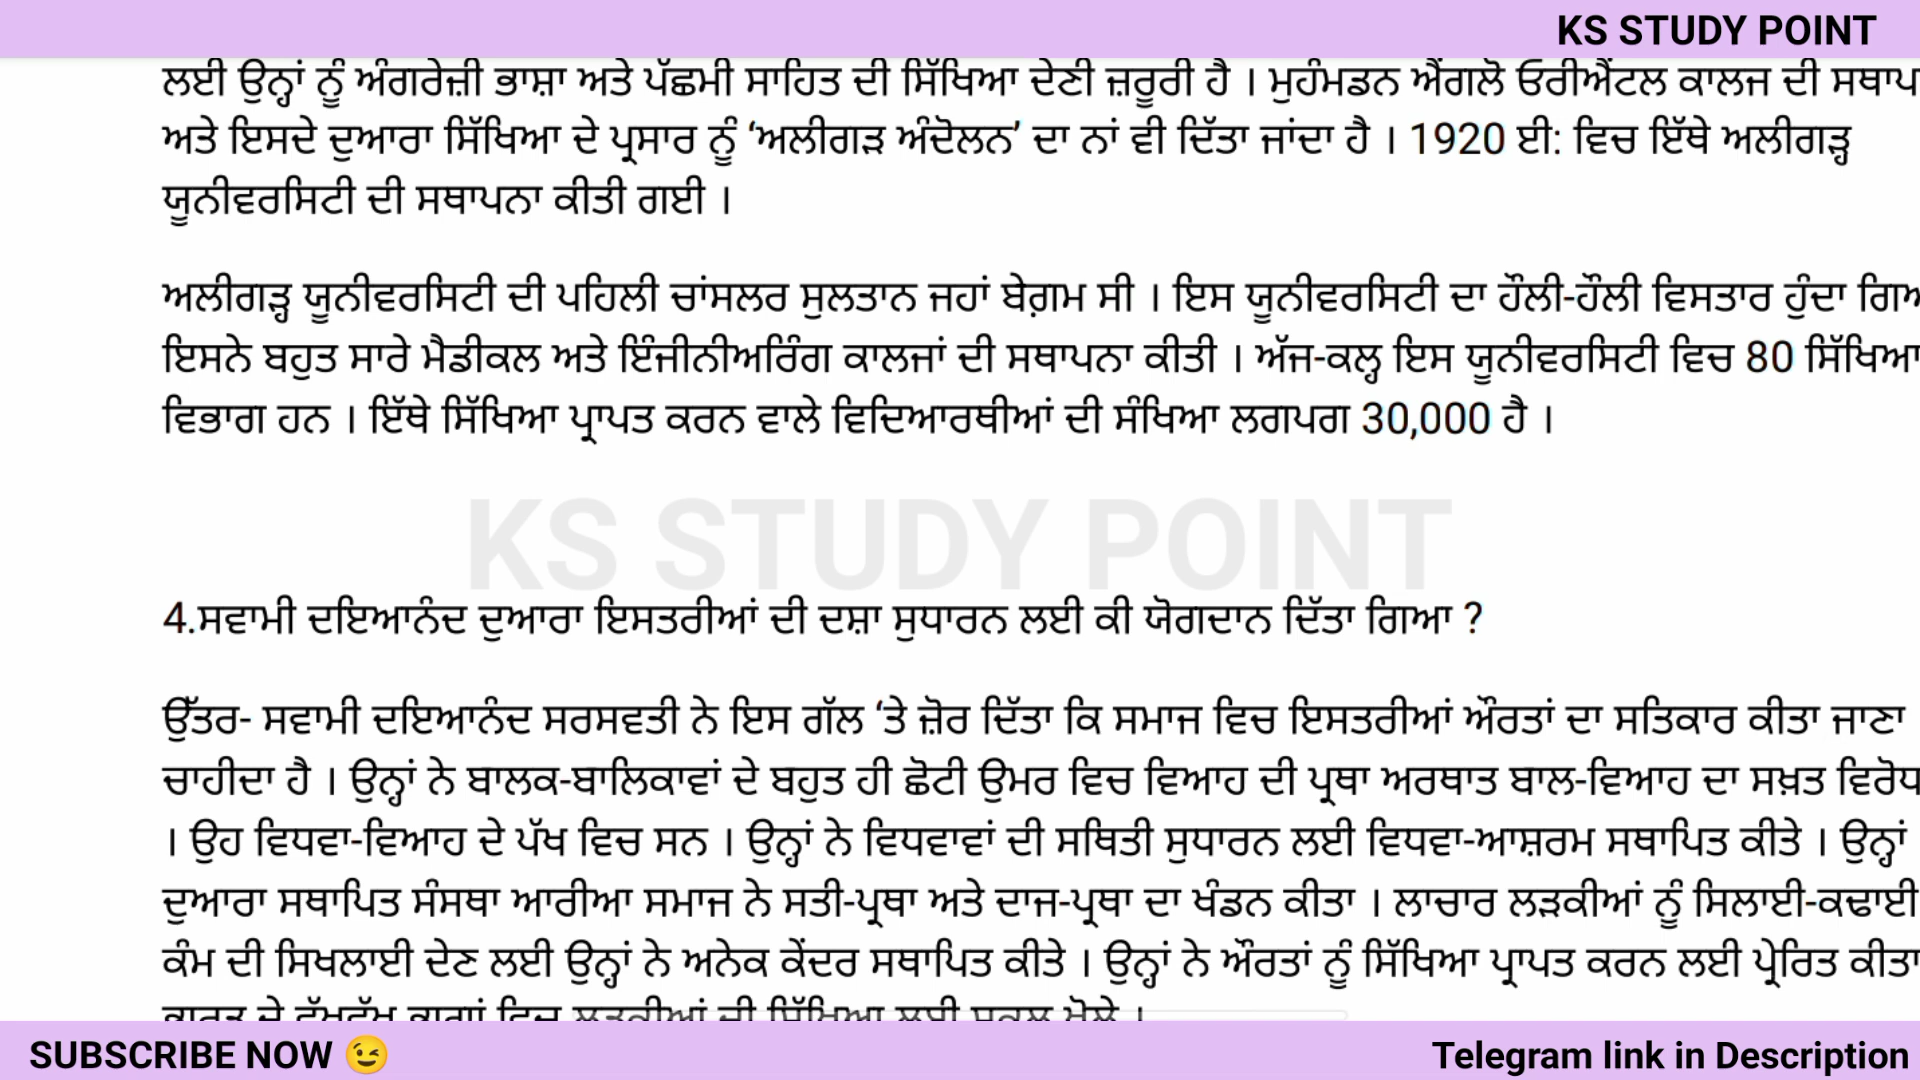 KS STUDY POINT
ਲਈ ਉਨ੍ਹਾਂ ਨੂੰ ਅੰਗਰੇਜ਼ੀ ਭਾਸ਼ਾ ਅਤੇ ਪੱਛਮੀ ਸਾਹਿਤ ਦੀ ਸਿੱਖਿਆ ਦੇਣੀ ਜ਼ਰੂਰੀ ਹੈ । ਮੁਹੰਮਡਨ ਐਂਗਲੋ ਓਰੀਐਂਟਲ ਕਾਲਜ ਦੀ ਸਥਾਪ
ਅਤੇ ਇਸਦੇ ਦੁਆਰਾ ਸਿੱਖਿਆ ਦੇ ਪ੍ਰਸਾਰ ਨੂੰ ‘ਅਲੀਗੜ ਅੰਦੋਲਨ’ ਦਾ ਨਾਂ ਵੀ ਦਿੱਤਾ ਜਾਂਦਾ ਹੈ । 1920 ਈ: ਵਿਚ ਇੱਥੇ ਅਲੀਗੜ੍ਹ
ਯੂਨੀਵਰਸਿਟੀ ਦੀ ਸਥਾਪਨਾ ਕੀਤੀ ਗਈ ।
ਅਲੀਗੜ੍ਹ ਯੂਨੀਵਰਸਿਟੀ ਦੀ ਪਹਿਲੀ ਚਾਂਸਲਰ ਸੁਲਤਾਨ ਜਹਾਂ ਬੇਗ਼ਮ ਸੀ । ਇਸ ਯੂਨੀਵਰਸਿਟੀ ਦਾ ਹੌਲੀ-ਹੌਲੀ ਵਿਸਤਾਰ ਹੁੰਦਾ ਗਿਅ
ਇਸਨੇ ਬਹੁਤ ਸਾਰੇ ਮੈਡੀਕਲ ਅਤੇ ਇੰਜੀਨੀਅਰਿੰਗ ਕਾਲਜਾਂ ਦੀ ਸਥਾਪਨਾ ਕੀਤੀ । ਅੱਜ-ਕਲ੍ਹ ਇਸ ਯੂਨੀਵਰਸਿਟੀ ਵਿਚ 80 ਸਿੱਖਿਆ
ਵਿਭਾਗ ਹਨ । ਇੱਥੇ ਸਿੱਖਿਆ ਪ੍ਰਾਪਤ ਕਰਨ ਵਾਲੇ ਵਿਦਿਆਰਥੀਆਂ ਦੀ ਸੰਖਿਆ ਲਗਪਗ 30,000 ਹੈ ।
KS STUDY POINT
4.ਸਵਾਮੀ ਦਇਆਨੰਦ ਦੁਆਰਾ ਇਸਤਰੀਆਂ ਦੀ ਦਸ਼ਾ ਸੁਧਾਰਨ ਲਈ ਕੀ ਯੋਗਦਾਨ ਦਿੱਤਾ ਗਿਆ ?
ਉੱਤਰ- ਸਵਾਮੀ ਦਇਆਨੰਦ ਸਰਸਵਤੀ ਨੇ ਇਸ ਗੱਲ ‘ਤੇ ਜ਼ੋਰ ਦਿੱਤਾ ਕਿ ਸਮਾਜ ਵਿਚ ਇਸਤਰੀਆਂ ਔਰਤਾਂ ਦਾ ਸਤਿਕਾਰ ਕੀਤਾ ਜਾਣਾ
ਚਾਹੀਦਾ ਹੈ । ਉਨ੍ਹਾਂ ਨੇ ਬਾਲਕ-ਬਾਲਿਕਾਵਾਂ ਦੇ ਬਹੁਤ ਹੀ ਛੋਟੀ ਉਮਰ ਵਿਚ ਵਿਆਹ ਦੀ ਪ੍ਰਥਾ ਅਰਥਾਤ ਬਾਲ-ਵਿਆਹ ਦਾ ਸਖ਼ਤ ਵਿਰੋਧ
। ਉਹ ਵਿਧਵਾ-ਵਿਆਹ ਦੇ ਪੱਖ ਵਿਚ ਸਨ । ਉਨ੍ਹਾਂ ਨੇ ਵਿਧਵਾਵਾਂ ਦੀ ਸਥਿਤੀ ਸੁਧਾਰਨ ਲਈ ਵਿਧਵਾ-ਆਸ਼ਰਮ ਸਥਾਪਿਤ ਕੀਤੇ । ਉਨ੍ਹਾਂ
ਦੁਆਰਾ ਸਥਾਪਿਤ ਸੰਸਥਾ ਆਰੀਆ ਸਮਾਜ ਨੇ ਸਤੀ-ਪ੍ਰਥਾ ਅਤੇ ਦਾਜ-ਪ੍ਰਥਾ ਦਾ ਖੰਡਨ ਕੀਤਾ । ਲਾਚਾਰ ਲੜਕੀਆਂ ਨੂੰ ਸਿਲਾਈ-ਕਢਾਈ
ਕੰਮ ਦੀ ਸਿਖਲਾਈ ਦੇਣ ਲਈ ਉਨ੍ਹਾਂ ਨੇ ਅਨੇਕ ਕੇਂਦਰ ਸਥਾਪਿਤ ਕੀਤੇ । ਉਨ੍ਹਾਂ ਨੇ ਔਰਤਾਂ ਨੂੰ ਸਿੱਖਿਆ ਪ੍ਰਾਪਤ ਕਰਨ ਲਈ ਪ੍ਰੇਰਿਤ ਕੀਤਾ
ਭਾਰਤ ਦੇ ਵੱਖਵੱਖ ਭਾਗਾਂ ਵਿਚ ਲੜਕੀਆਂ ਦੀ ਸਿੱਖਿਆ ਲਈ ਸਕੂਲ ਖੋਲ੍ਹੇ ।
SUBSCRIBE NOW 😉
Telegram link in Description